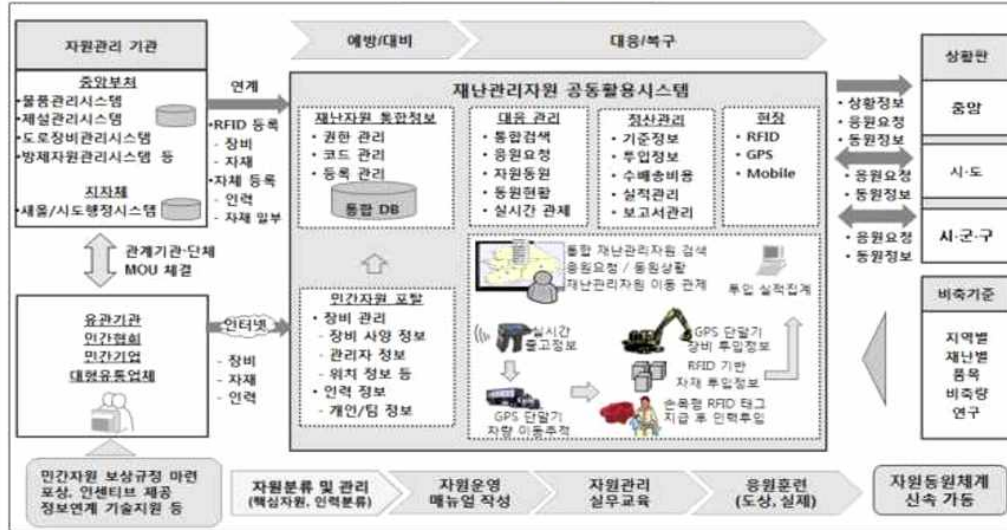 예방/대비
대응/복구
자원관리 기관
중앙부처
•물품관리시스템
•제설관리시스템
•도로장비관리시스템
•방제자원관리시스템 등
지자체
•새올/시도행정시스템
연계
•RFID 등록
- 장비
- 자재
•자체 등록
- 인력
- 자재 일부
관계기관·단체
MOU 체결
유관기관
민간협회
민간기업
대형유통업체
인터넷
- 장비
- 자재
- 인력
민간자원 보상규정 마련
포상, 인센티브 제공
정보연계 기술지원 등
재난관리자원 공동활용시스템
재난자원 통합정보
• 권한 관리
• 코드 관리
• 등록 관리
통합 DB
대응 관리
• 통합검색
• 응원요청
• 자원동원
• 동원현황
• 실시간 관제
정산관리
• 기준정보
• 투입정보
• 수배송비용
• 실적관리
• 보고서관리
현장
• RFID
• GPS
• Mobile
민간자원 포탈
• 장비 관리
- 장비 사양 정보
- 관리자 정보
- 위치 정보 등
• 인력 정보
- 개인/팀 정보
통합 재난관리자원 검색
응원요청 / 동원상황
재난관리자원 이동 관제
투입 실적집계
실시간
출고정보
GPS 단말기
장비 투입정보
RFID 기반
자재 투입정보
GPS 단말기
차량 이동추적
손목형 RFID 태그
지급 후 인력투입
상황판
중앙
시·도
시·군·구
• 상황정보
• 응원요청
• 동원정보
• 응원요청
• 동원정보
• 응원요청
• 동원정보
비축기준
지역별
재난별
품목
비축량
연구
자원분류 및 관리
(핵심자원, 인력분류)
자원운영
매뉴얼 작성
자원관리
실무교육
응원훈련
(도상, 실제)
자원동원체계
신속 가동